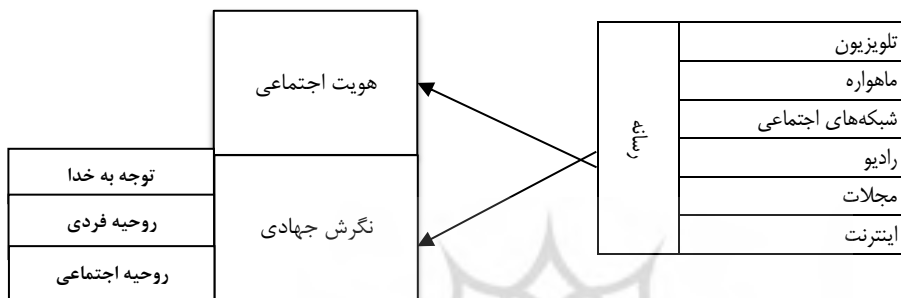 تلویزیون
ماهواره
شبکه‌های اجتماعی
رادیو
مجلات
اینترنت
رسانه
هویت اجتماعی
نگرش جهادی
توجه به خدا
روحیه فردی
روحیه اجتماعی